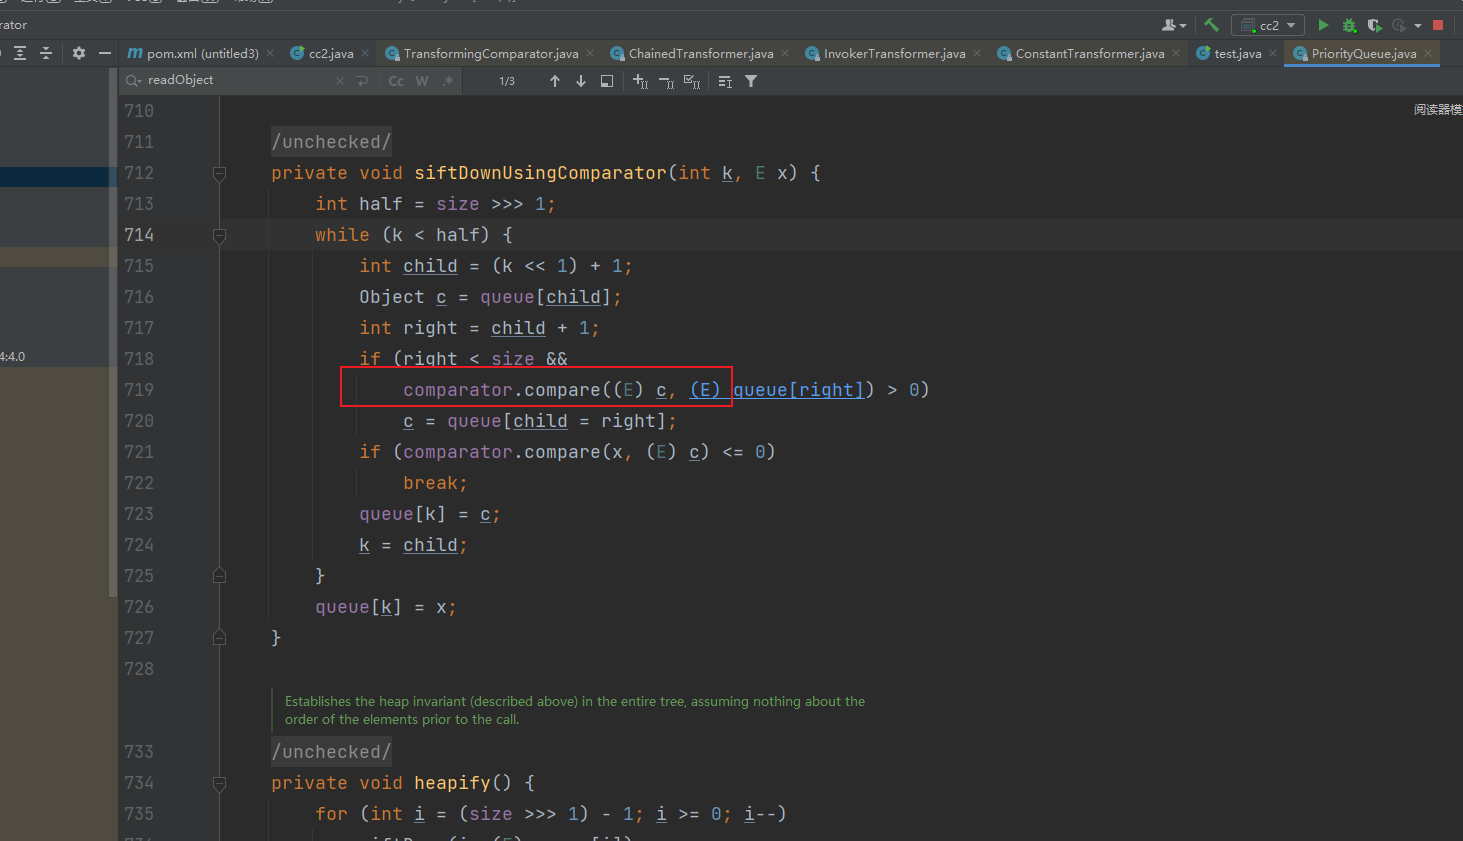 rator
cc2
pom.xml (untitled3)
cc2.java
TransformingComparator.java
ChainedTransformer.java
InvokerTransformer.java
ConstantTransformer.java
test.java
PriorityQueue.java
readObject
Cc
W
.*
1/3
阅读器模
4:4.0
710
711 /unchecked/
712 private void siftDownUsingComparator(int k, E x) {
713 int half = size >>> 1;
714 while (k < half) {
715 int child = (k << 1) + 1;
716 Object c = queue[child];
717 int right = child + 1;
718 if (right < size &&
719 comparator.compare((E) c, (E) queue[right]) > 0)
720 c = queue[child = right];
721 if (comparator.compare(x, (E) c) <= 0)
722 break;
723 queue[k] = c;
724 k = child;
725 }
726 queue[k] = x;
727 }
728
Establishes the heap invariant (described above) in the entire tree, assuming nothing about the
order of the elements prior to the call.
733 /unchecked/
734 private void heapify() {
735 for (int i = (size >>> 1) - 1; i >= 0; i--)